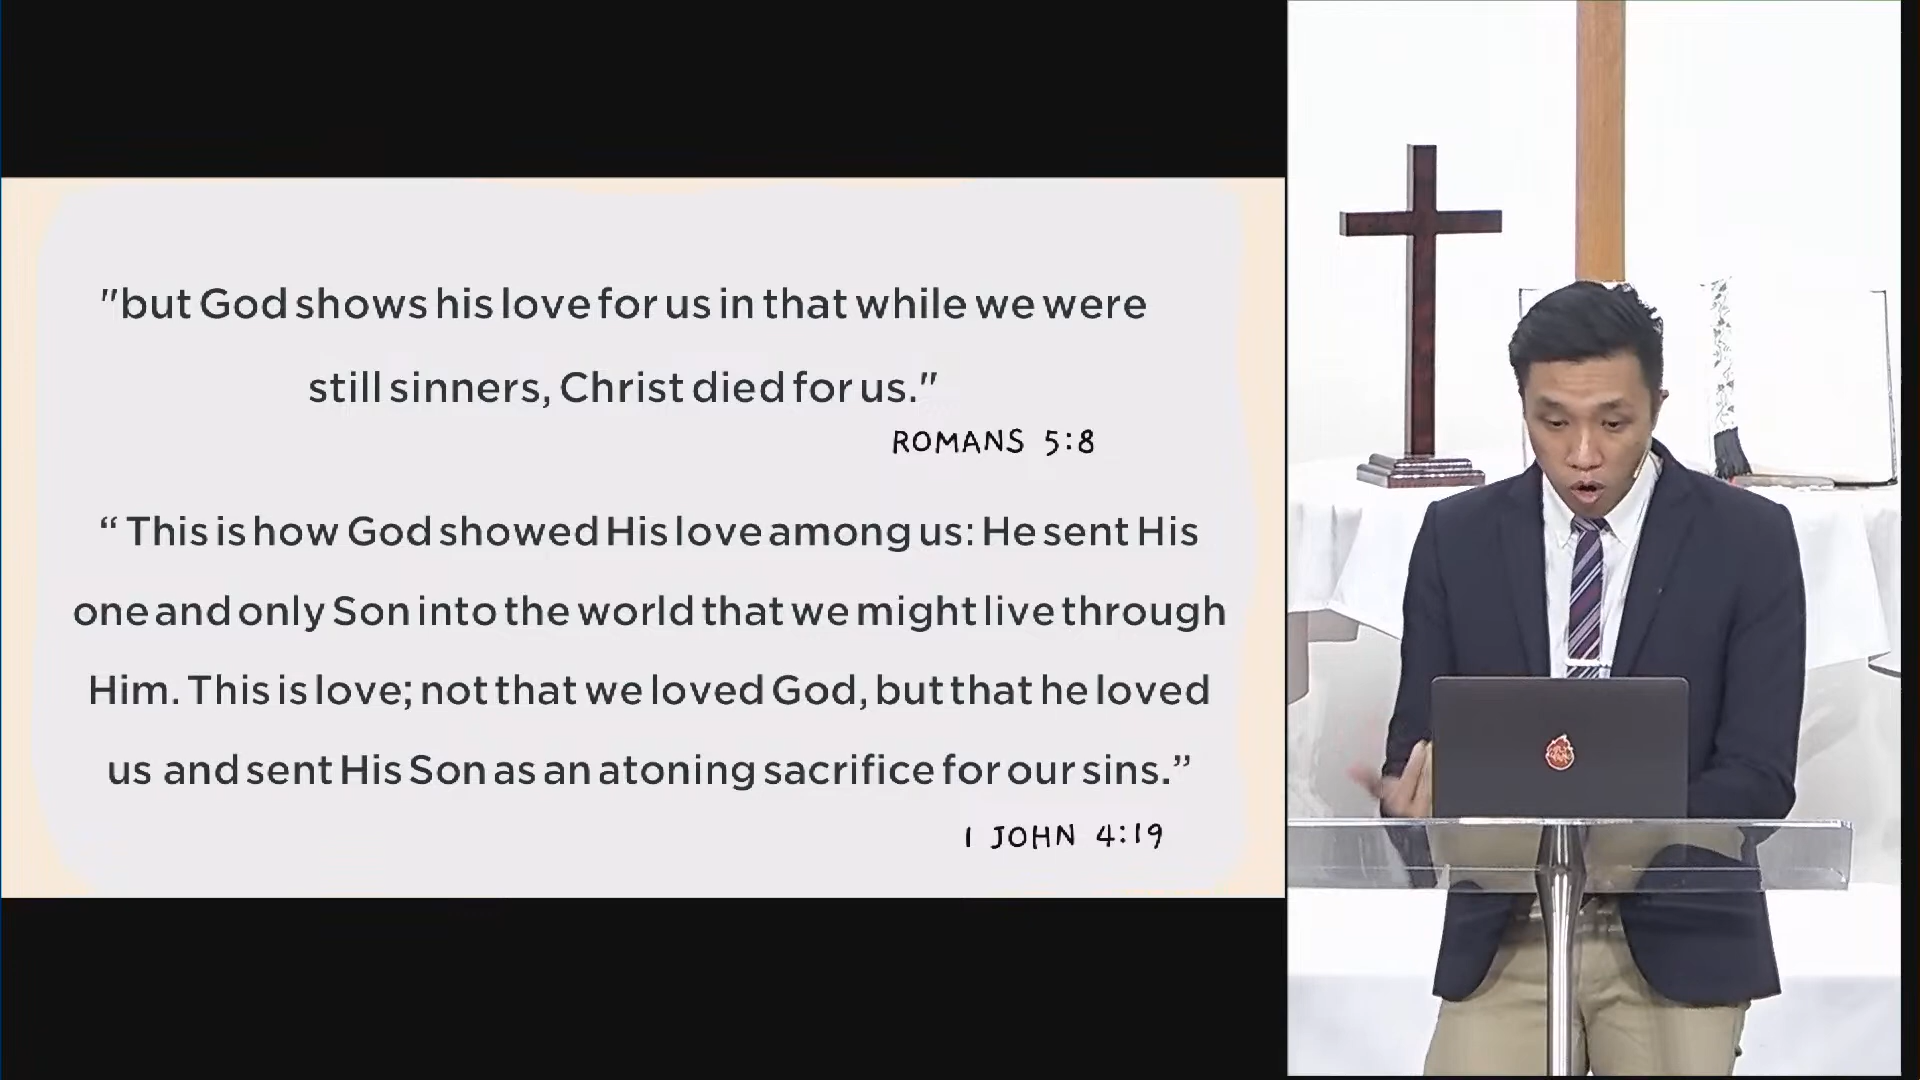 "but God shows his love for us in that while we were
still sinners, Christ died for us."
ROMANS 5:8
“ This is how God showed His love among us: He sent His
one and only Son into the world that we might live through
Him. This is love; not that we loved God, but that he loved
us and sent His Son as an atoning sacrifice for our sins.”
1 JOHN 4:19